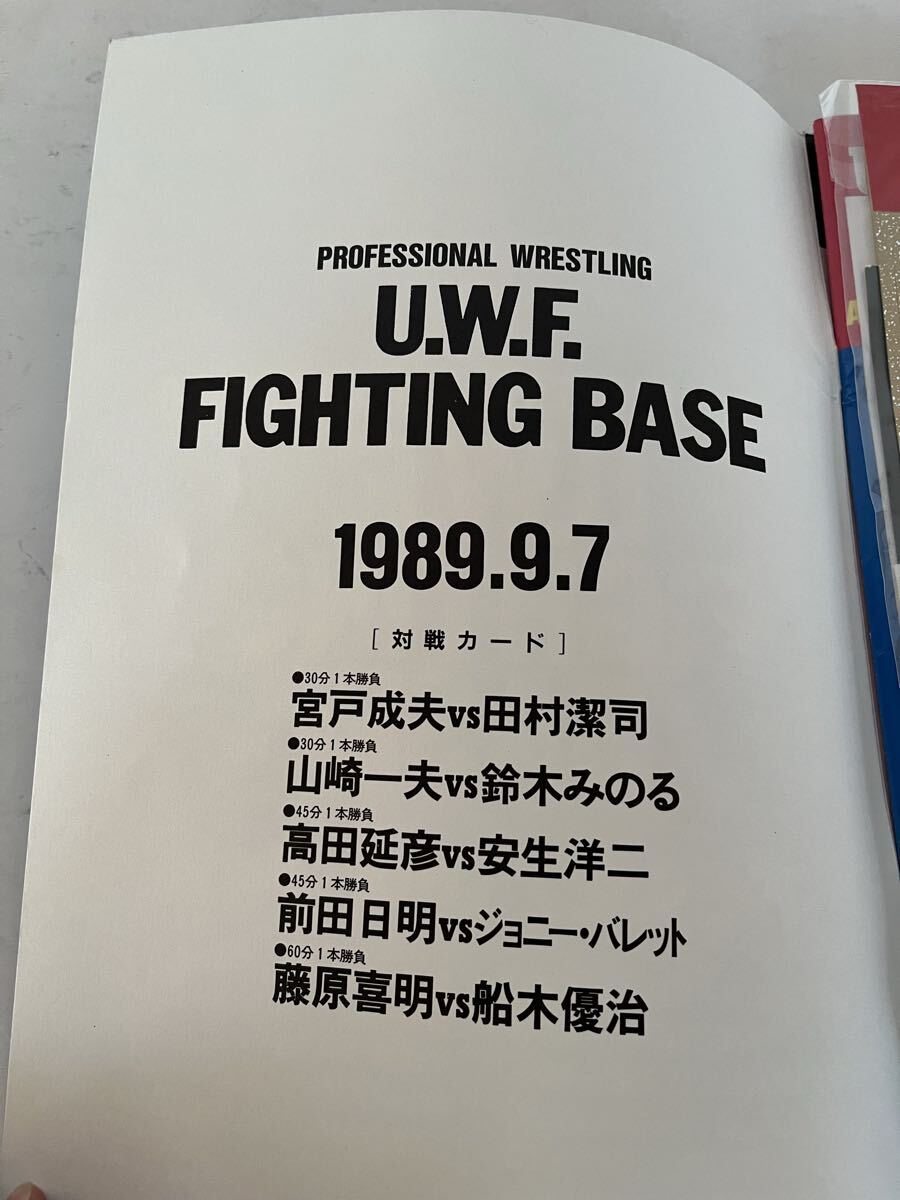 PROFESSIONAL WRESTLING
U.W.F.
FIGHTING BASE
1989.9.7
［対戦カード］
●30分1本勝負
宮戸成夫vs田村潔司
●30分1本勝負
山崎一夫vs鈴木みのる
●45分1本勝負
高田延彦vs安生洋二
●45分1本勝負
前田日明vsジョニー・バレット
●60分1本勝負
藤原喜明vs船木優治